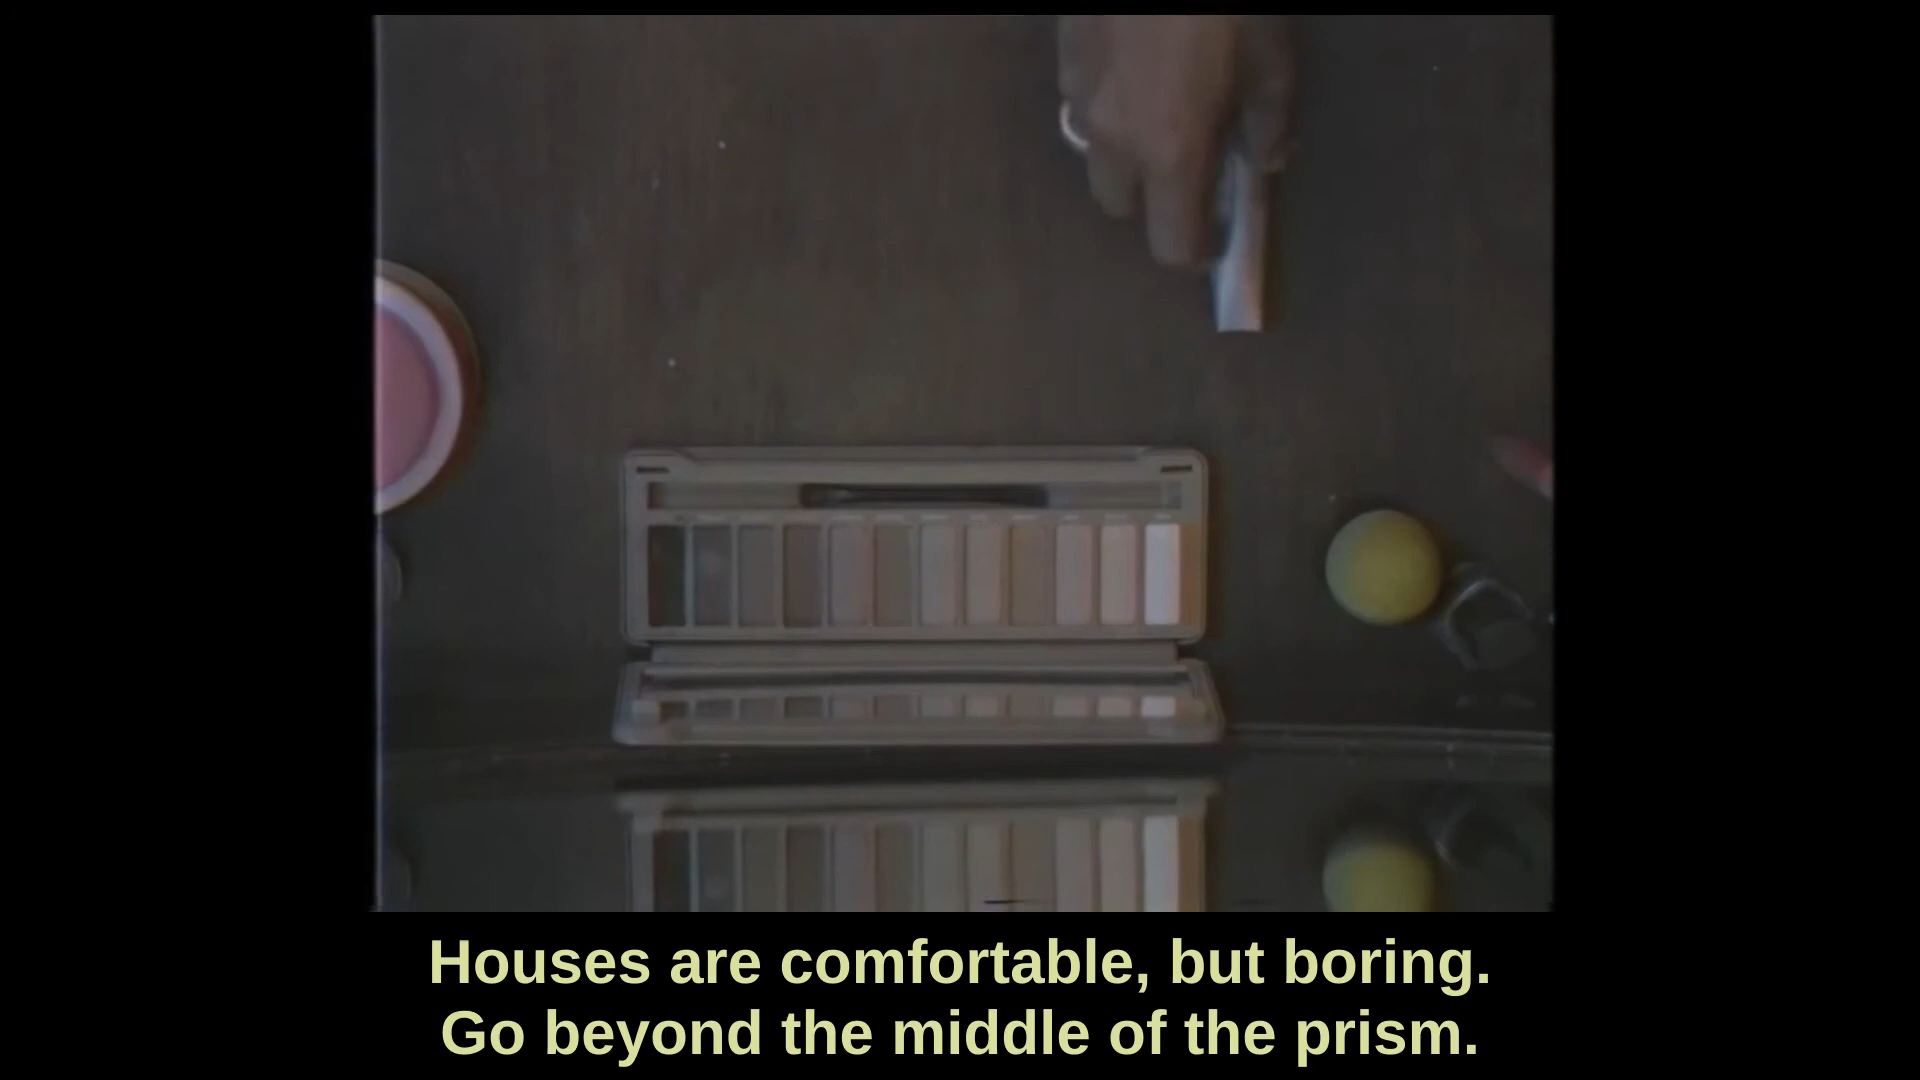 Houses are comfortable, but boring.
Go beyond the middle of the prism.